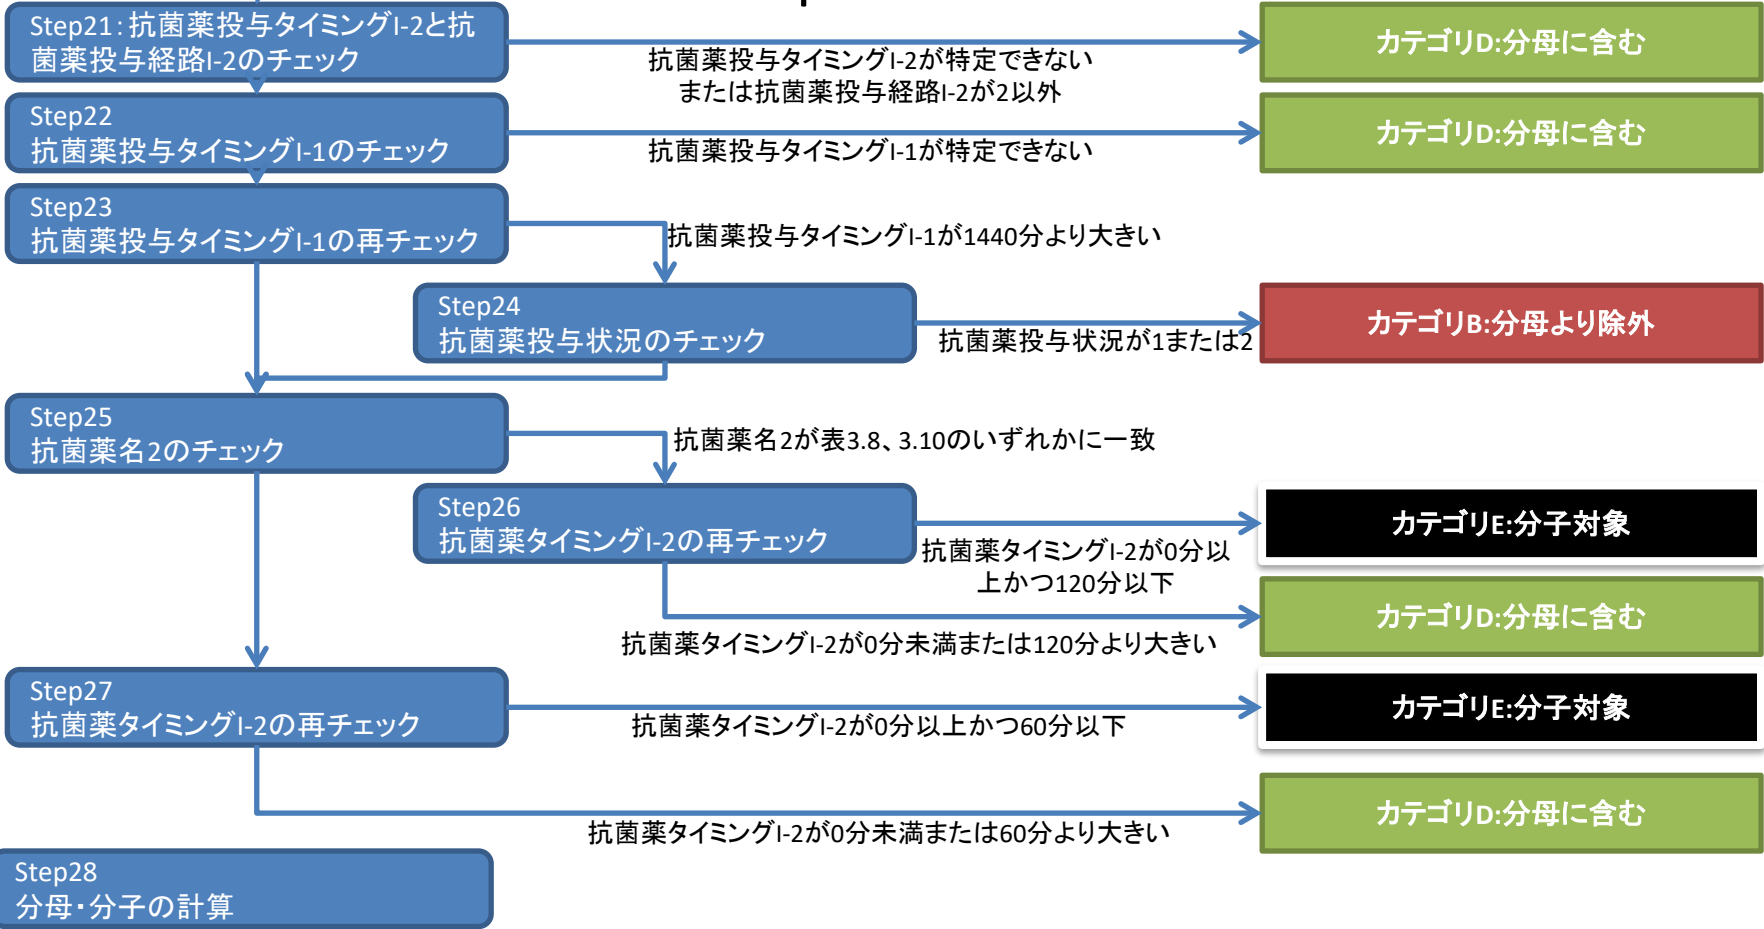 Step21：抗菌薬投与タイミングI-2と抗
菌薬投与経路I-2のチェック
抗菌薬投与タイミングI-2が特定できない
または抗菌薬投与経路I-2が2以外
カテゴリD:分母に含む
Step22
抗菌薬投与タイミングI-1のチェック
抗菌薬投与タイミングI-1が特定できない
カテゴリD:分母に含む
Step23
抗菌薬投与タイミングI-1の再チェック
抗菌薬投与タイミングI-1が1440分より大きい
Step24
抗菌薬投与状況のチェック
抗菌薬投与状況が1または2
カテゴリB:分母より除外
Step25
抗菌薬名2のチェック
抗菌薬名2が表3.8、3.10のいずれかに一致
Step26
抗菌薬タイミングI-2の再チェック
抗菌薬タイミングI-2が0分以
上かつ120分以下
カテゴリE:分子対象
抗菌薬タイミングI-2が0分未満または120分より大きい
カテゴリD:分母に含む
Step27
抗菌薬タイミングI-2の再チェック
抗菌薬タイミングI-2が0分以上かつ60分以下
カテゴリE:分子対象
抗菌薬タイミングI-2が0分未満または60分より大きい
カテゴリD:分母に含む
Step28
分母・分子の計算